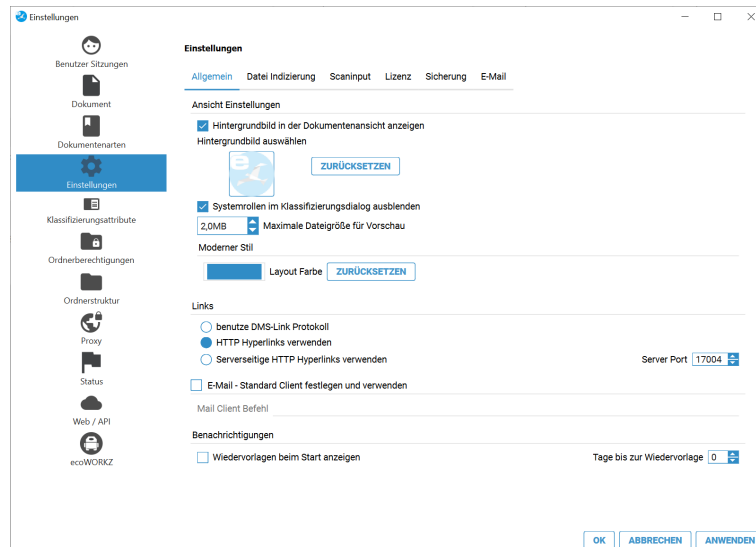 Einstellungen
Benutzer Sitzungen
Dokument
Dokumentenarten
Einstellungen
Klassifizierungsattribute
Ordnerberechtigungen
Ordnerstruktur
Proxy
Status
Web / API
ecoWORKZ
Einstellungen
Allgemein Datei Indizierung Scaninput Lizenz Sicherung E-Mail
Ansicht Einstellungen
Hintergrundbild in der Dokumentenansicht anzeigen
Hintergrundbild auswählen
ZURÜCKSETZEN
Systemrollen im Klassifizierungsdialog ausblenden
2,0MB Maximale Dateigröße für Vorschau
Moderner Stil
Layout Farbe ZURÜCKSETZEN
Links
benutze DMS-Link Protokoll
HTTP Hyperlinks verwenden
Serverseitige HTTP Hyperlinks verwenden Server Port 17004
E-Mail - Standard Client festlegen und verwenden
Mail Client Befehl
Benachrichtigungen
Wiedervorlagen beim Start anzeigen Tage bis zur Wiedervorlage 0
OK ABBRECHEN ANWENDEN